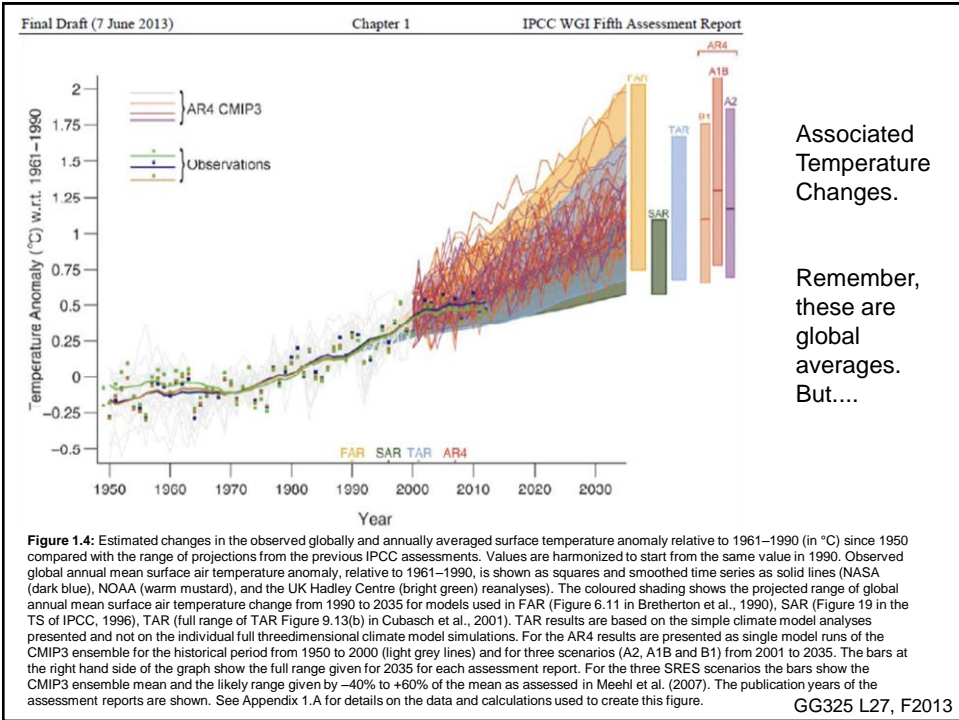 Final Draft (7 June 2013) Chapter 1 IPCC WGI Fifth Assessment Report
AR4
A1B
FAR
A2
B1
TAR
SAR
2
1.75
1.5
1.25
1
0.75
0.5
0.25
0
−0.25
−0.5
Temperature Anomaly (°C) w.r.t. 1961–1990
AR4 CMIP3
Observations
FAR SAR TAR AR4
1950 1960 1970 1980 1990 2000 2010 2020 2030
Year
Associated
Temperature
Changes.
Remember,
these are
global
averages.
But....
Figure 1.4: Estimated changes in the observed globally and annually averaged surface temperature anomaly relative to 1961–1990 (in °C) since 1950
compared with the range of projections from the previous IPCC assessments. Values are harmonized to start from the same value in 1990. Observed
global annual mean surface air temperature anomaly, relative to 1961–1990, is shown as squares and smoothed time series as solid lines (NASA
(dark blue), NOAA (warm mustard), and the UK Hadley Centre (bright green) reanalyses). The coloured shading shows the projected range of global
annual mean surface air temperature change from 1990 to 2035 for models used in FAR (Figure 6.11 in Bretherton et al., 1990), SAR (Figure 19 in the
TS of IPCC, 1996), TAR (full range of TAR Figure 9.13(b) in Cubasch et al., 2001). TAR results are based on the simple climate model analyses
presented and not on the individual full threedimensional climate model simulations. For the AR4 results are presented as single model runs of the
CMIP3 ensemble for the historical period from 1950 to 2000 (light grey lines) and for three scenarios (A2, A1B and B1) from 2001 to 2035. The bars at
the right hand side of the graph show the full range given for 2035 for each assessment report. For the three SRES scenarios the bars show the
CMIP3 ensemble mean and the likely range given by –40% to +60% of the mean as assessed in Meehl et al. (2007). The publication years of the
assessment reports are shown. See Appendix 1.A for details on the data and calculations used to create this figure.
GG325 L27, F2013